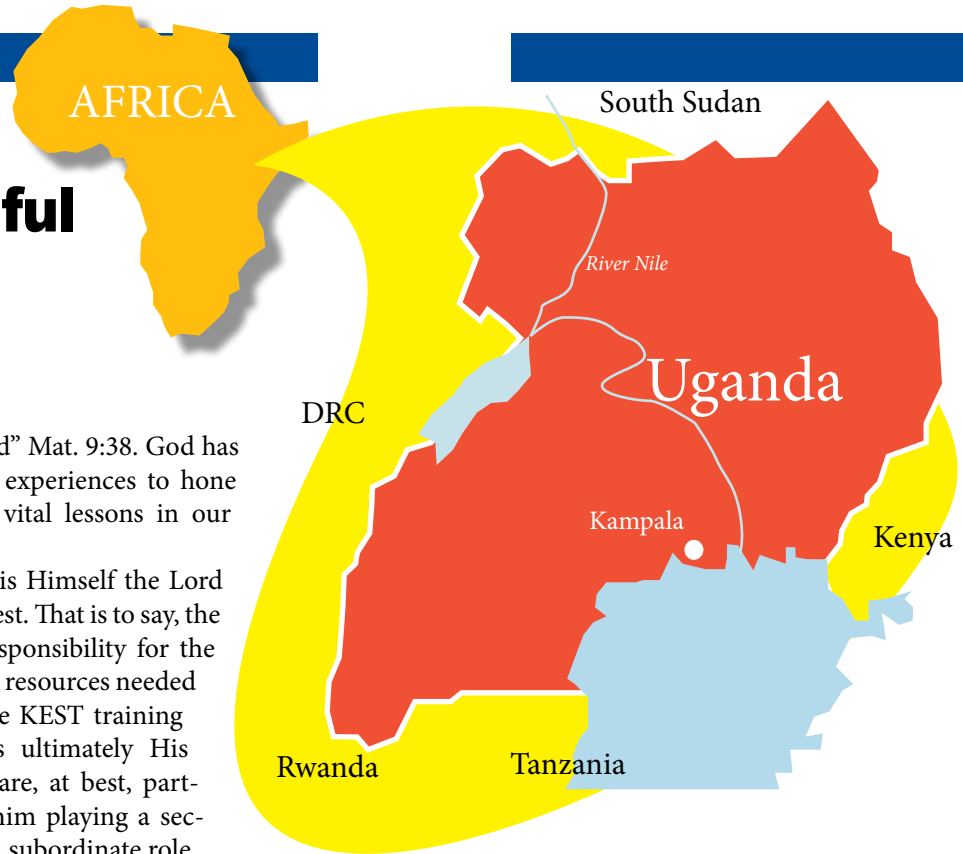 AFRICA
ful
d” Mat. 9:38. God has
experiences to hone
vital lessons in our
is Himself the Lord
est. That is to say, the
sponsibility for the
resources needed
e KEST training
s ultimately His
are, at best, part-
him playing a sec-
subordinate role
South Sudan
River Nile
Uganda
DRC
Kampala
Kenya
Rwanda
Tanzania